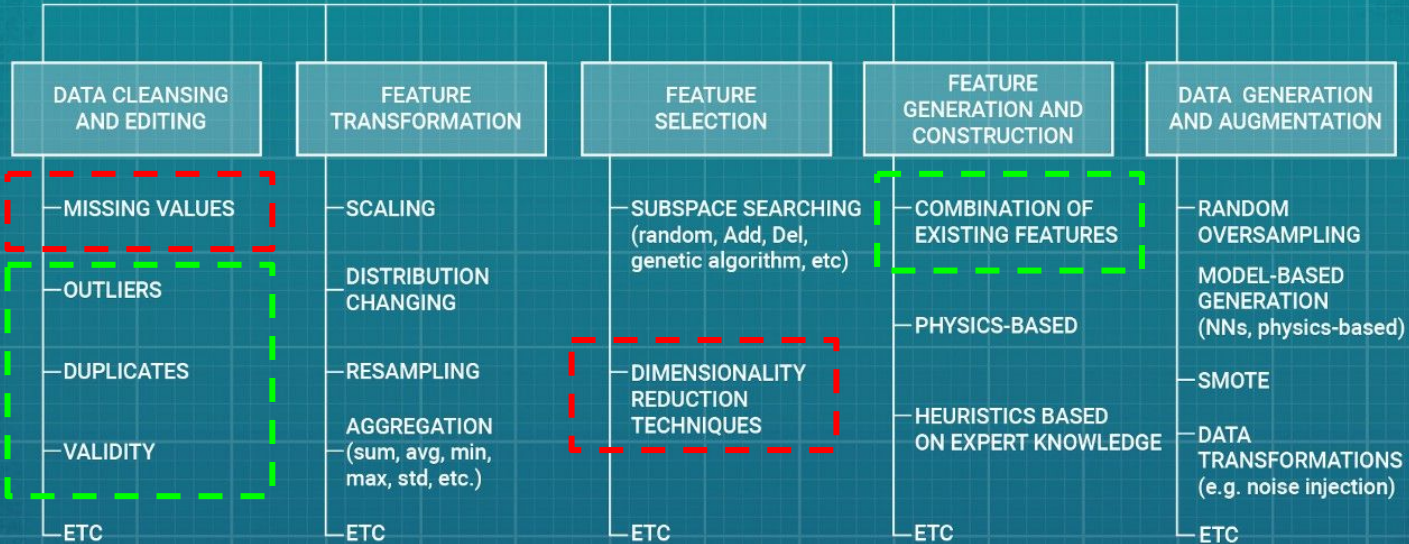 DATA CLEANSING
AND EDITING
MISSING VALUES
OUTLIERS
DUPLICATES
VALIDITY
ETC
FEATURE
TRANSFORMATION
SCALING
DISTRIBUTION
CHANGING
RESAMPLING
AGGREGATION
(sum, avg, min,
max, std, etc.)
ETC
FEATURE
SELECTION
SUBSPACE SEARCHING
(random, Add, Del,
genetic algorithm, etc)
DIMENSIONALITY
REDUCTION
TECHNIQUES
ETC
FEATURE
GENERATION AND
CONSTRUCTION
COMBINATION OF
EXISTING FEATURES
PHYSICS-BASED
HEURISTICS BASED
ON EXPERT KNOWLEDGE
ETC
DATA GENERATION
AND AUGMENTATION
RANDOM
OVERSAMPLING
MODEL-BASED
GENERATION
(NNs, physics-based)
SMOTE
DATA
TRANSFORMATIONS
(e.g. noise injection)
ETC